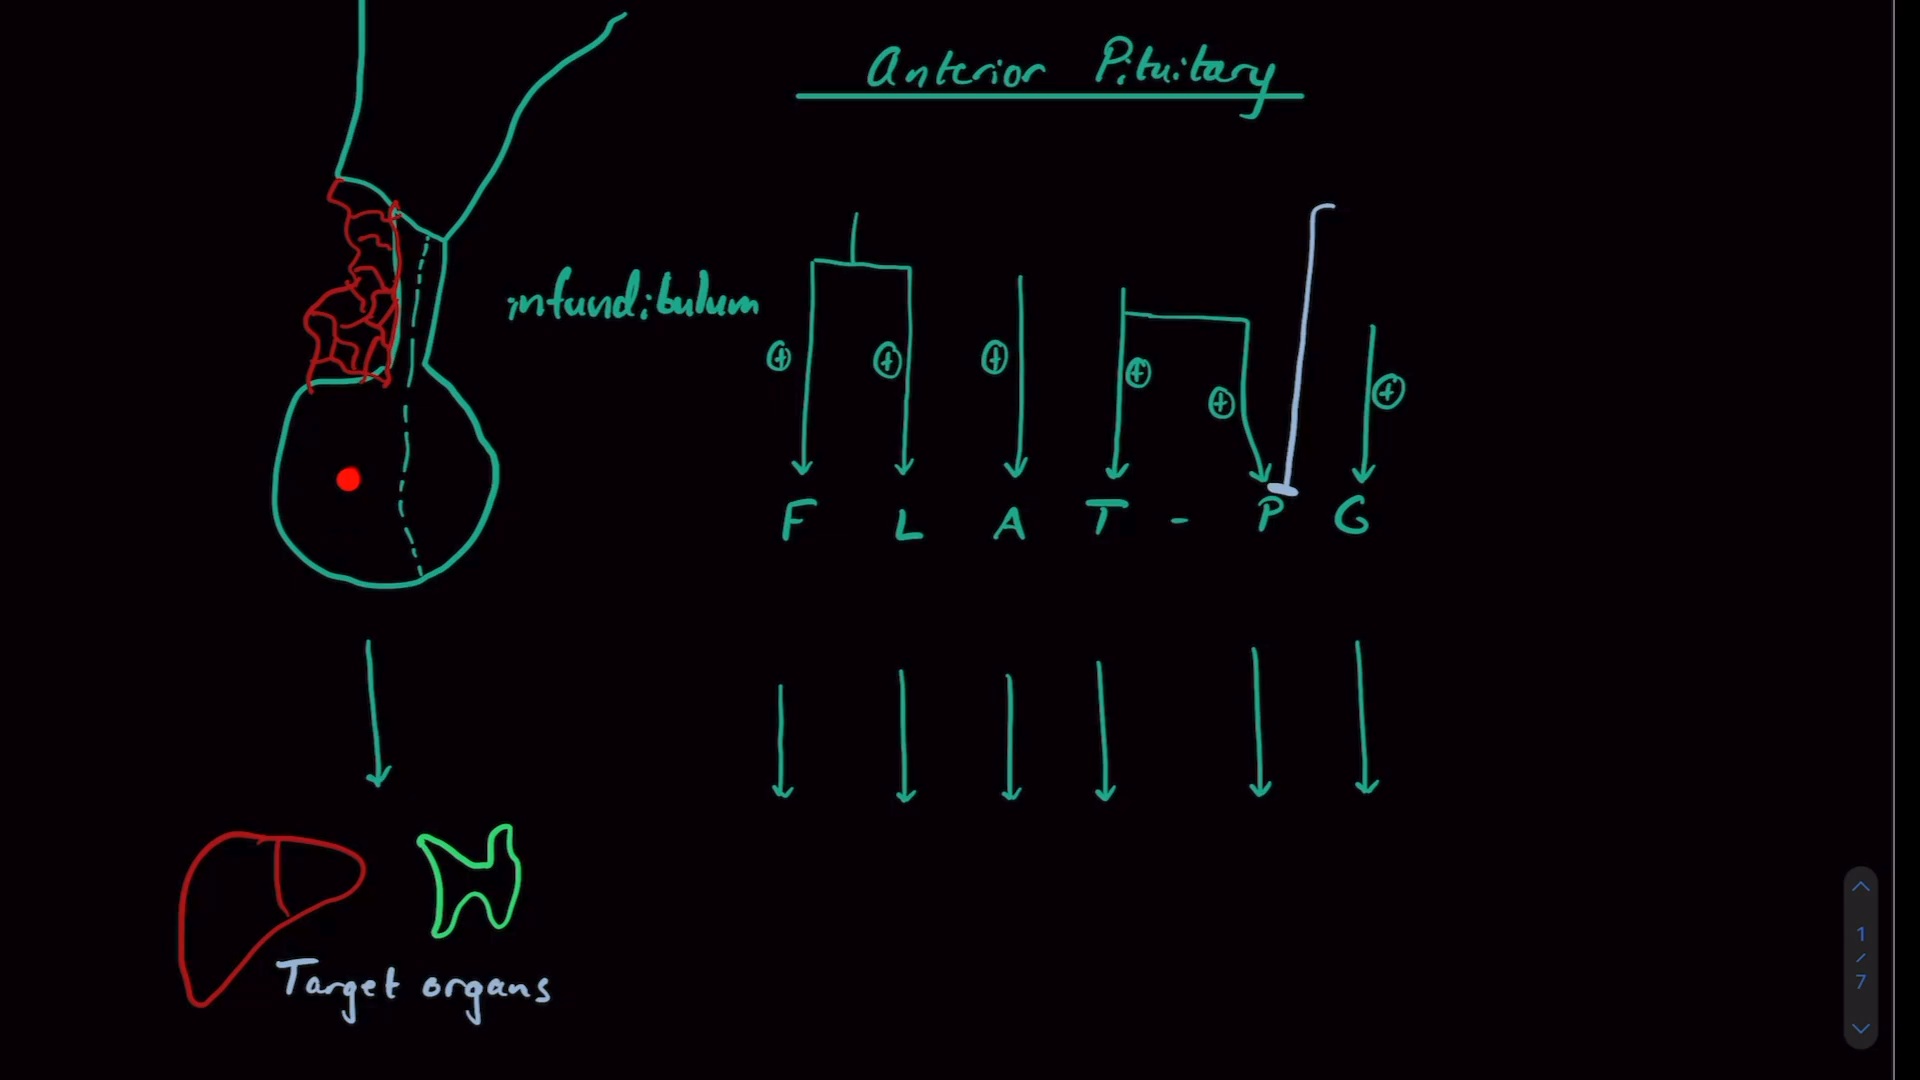 Anterior Pituitary
infundibulum
+ + + + + +
F L A T - P G
Target organs
1
/
7